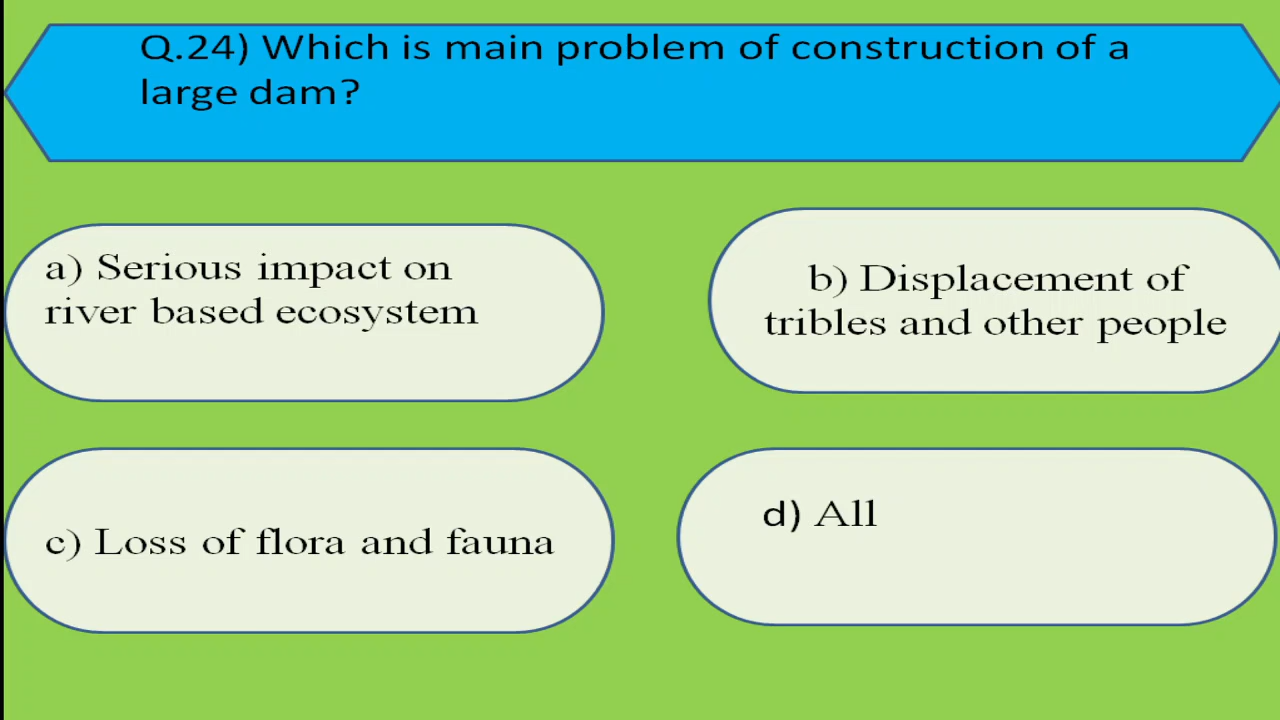 Q.24) Which is main problem of construction of a
large dam?
a) Serious impact on
river based ecosystem
b) Displacement of
tribles and other people
c) Loss of flora and fauna
d) All